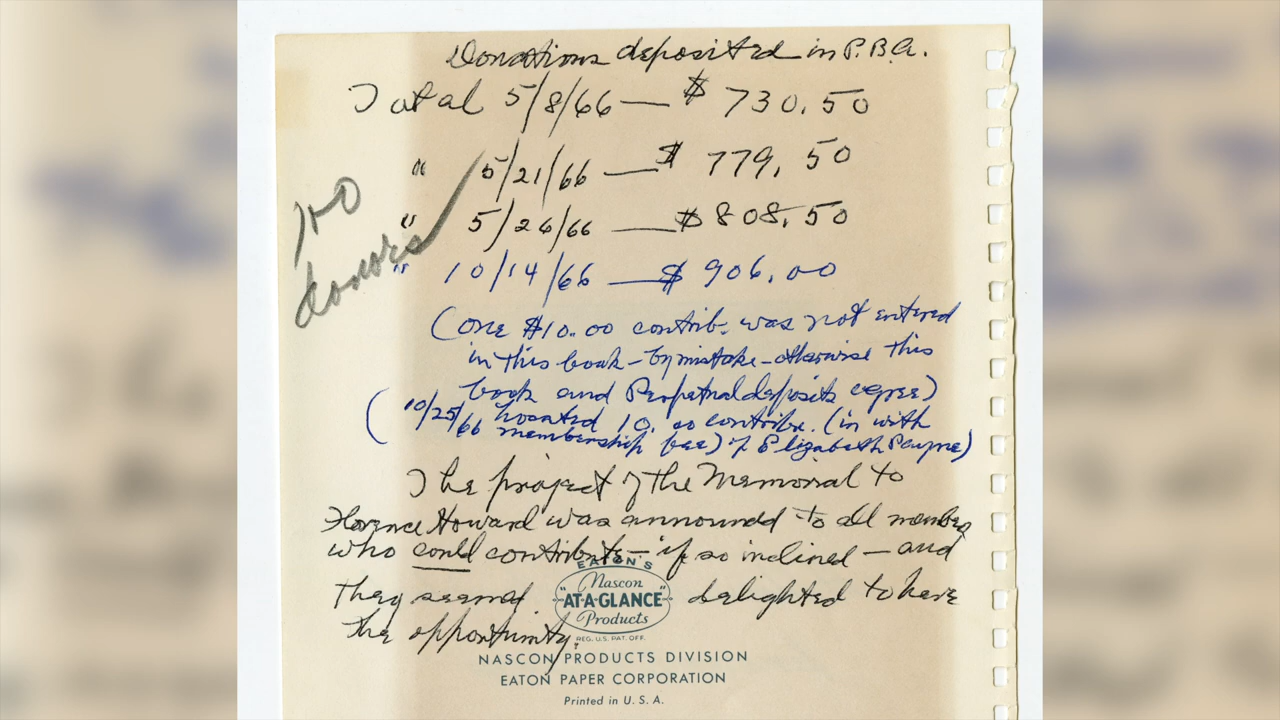 Donations deposited in P.B.A.
Total 5/8/66 — $ 730.50
" 5/21/66 — $ 779.50
" 5/26/66 — $ 808.50
" 10/14/66 — $ 906.00
donors
(one $10.00 contrib. was not entered
in this book - by mistake - otherwise this
book and Perpetual deposits agree)
(10/25/66 located 10.00 contrib. (in with
membership fee) of Elizabeth Payne)
The project of the Memorial to
Florence Howard was announcd to all members
who could contribute - if so inclined - and
they seemed delighted to have
the opportunity.
EATON'S
Nascon
"AT-A-GLANCE"
Products
REG. U.S. PAT. OFF.
NASCON PRODUCTS DIVISION
EATON PAPER CORPORATION
Printed in U. S. A.